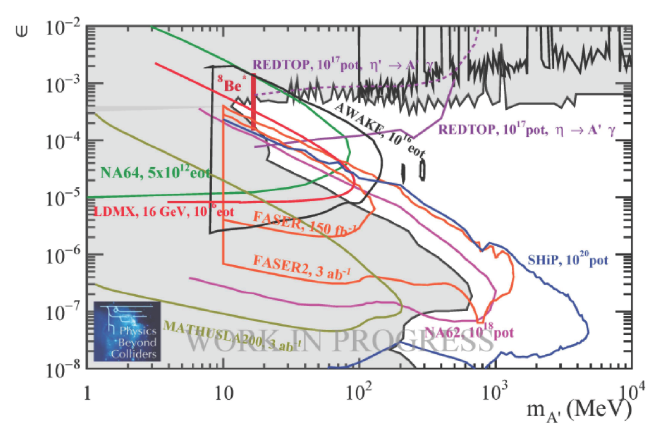 ε
10⁻²
10⁻³
10⁻⁴
10⁻⁵
10⁻⁶
10⁻⁷
10⁻⁸
REDTOP, 10¹⁷pot, η' → A' γ
⁸Be*
AWAKE, 10¹⁶eot
REDTOP, 10¹⁷pot, η → A' γ
NA64, 5x10¹²eot
LDMX, 16 GeV, 10¹⁶eot
FASER, 150 fb⁻¹
FASER2, 3 ab⁻¹
SHiP, 10²⁰pot
MATHUSLA200, 3 ab⁻¹
NA62, 10¹⁸pot
WORK IN PROGRESS
Physics
Beyond
Colliders
1 10 10² 10³ 10⁴
m_A' (MeV)